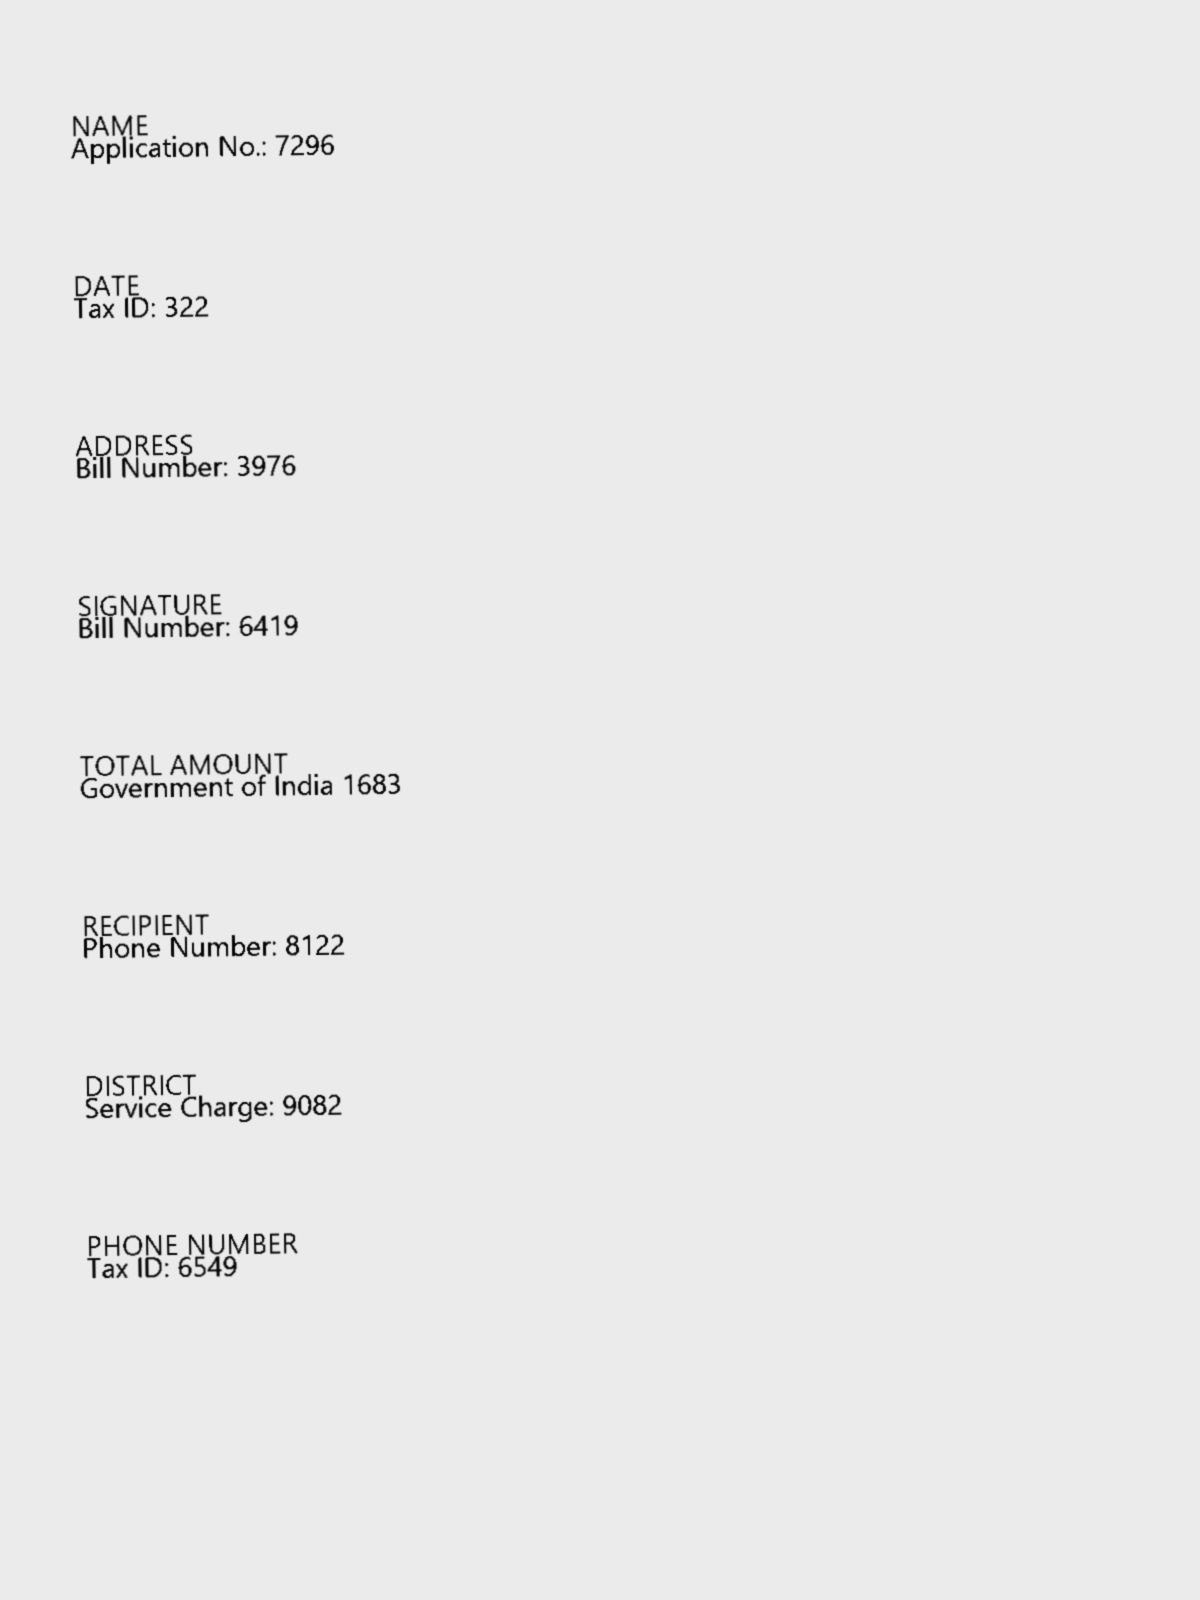 NAME
Application No.: 7296
DATE
Tax ID: 322
ADDRESS
Bill Number: 3976
SIGNATURE
Bill Number: 6419
TOTAL AMOUNT
Government of India 1683
RECIPIENT
Phone Number: 8122
DISTRICT
Service Charge: 9082
PHONE NUMBER
Tax ID: 6549